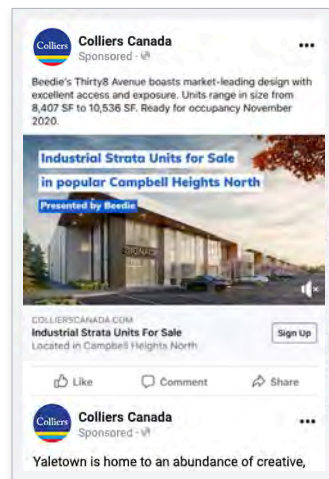 Colliers
Colliers Canada
Sponsored ·
Beedie's Thirty8 Avenue boasts market-leading design with
excellent access and exposure. Units range in size from
8,407 SF to 10,536 SF. Ready for occupancy November
2020.
Industrial Strata Units for Sale
in popular Campbell Heights North
Presented by Beedie
SIGNAGE
COLLIERSCANADA.COM
Industrial Strata Units For Sale
Located in Campbell Heights North
Sign Up
Like
Comment
Share
Colliers
Colliers Canada
Sponsored ·
Yaletown is home to an abundance of creative,